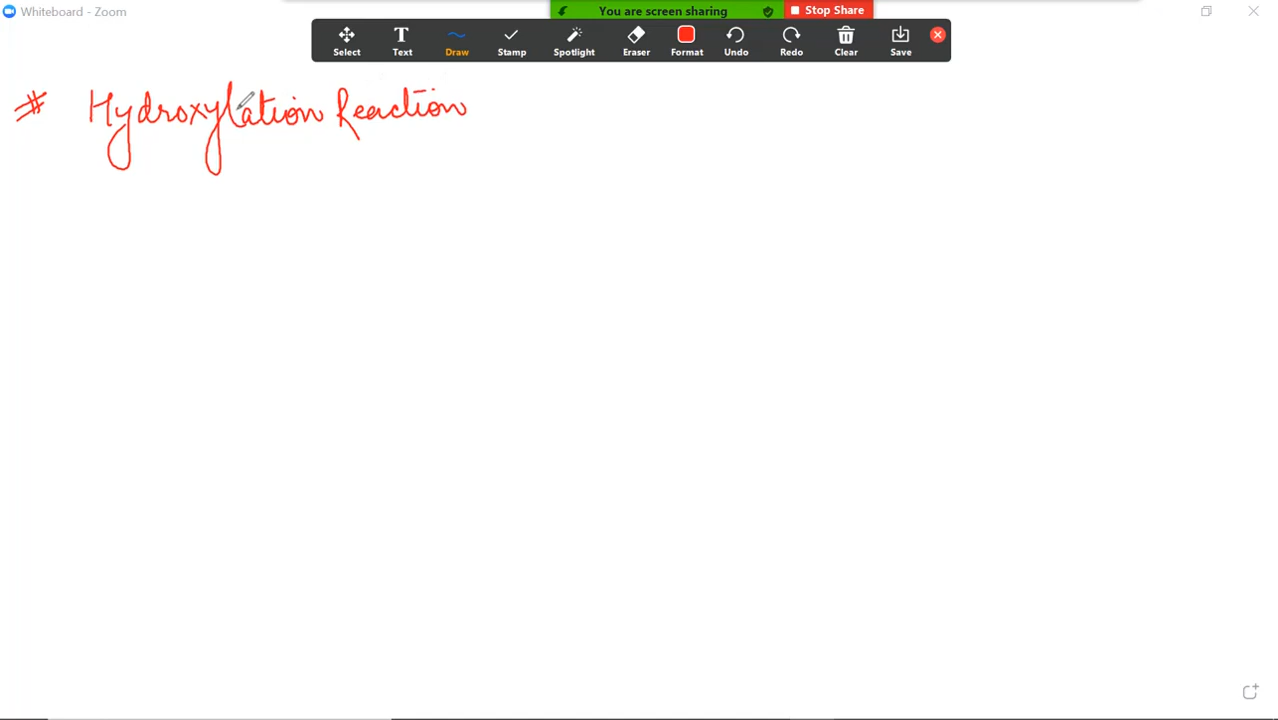 Whiteboard - Zoom
You are screen sharing
Stop Share
Select
Text
Draw
Stamp
Spotlight
Eraser
Format
Undo
Redo
Clear
Save
# Hydroxylation Reaction